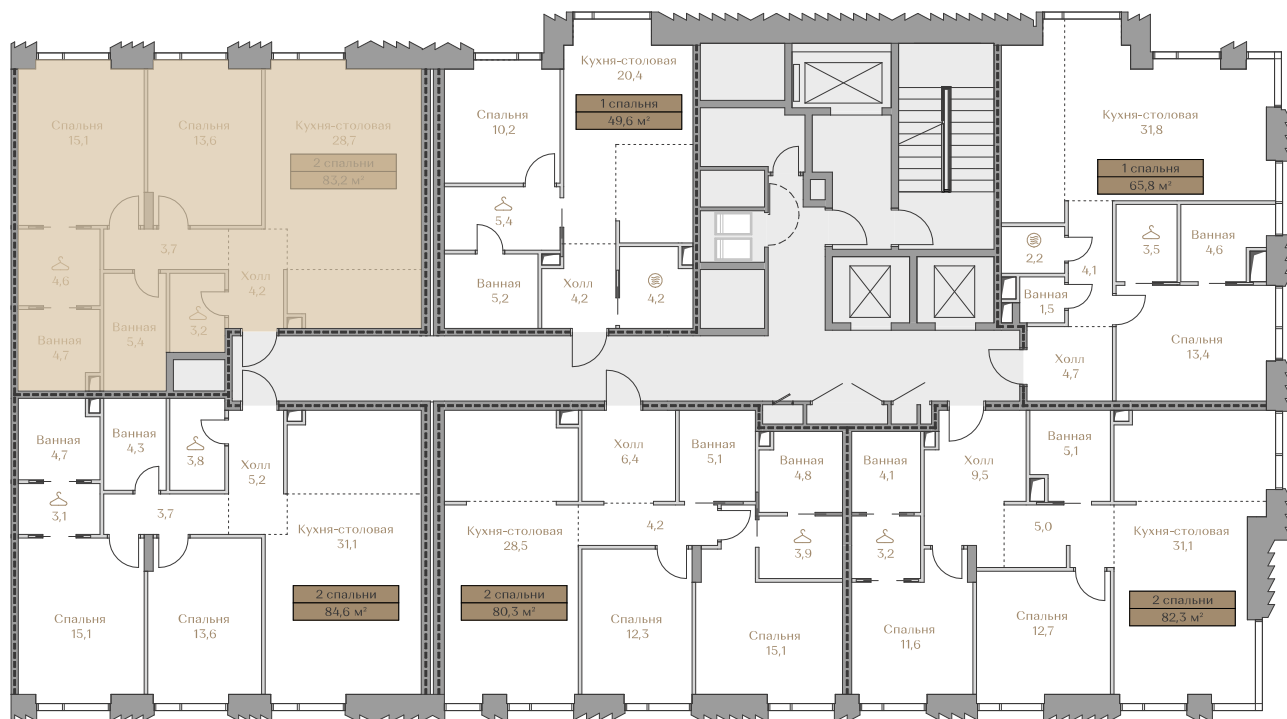 Спальня
15,1
Спальня
13,6
Кухня-столовая
28,7
2 спальни
83,2 м²
3,7
4,6
Холл
4,2
3,2
Ванная
4,7
Ванная
5,4
Спальня
10,2
Кухня-столовая
20,4
1 спальня
49,6 м²
5,4
Ванная
5,2
Холл
4,2
4,2
Кухня-столовая
31,8
1 спальня
65,8 м²
2,2
4,1
3,5
Ванная
4,6
Ванная
1,5
Холл
4,7
Спальня
13,4
Ванная
4,7
Ванная
4,3
3,8
Холл
5,2
3,1
3,7
Кухня-столовая
31,1
2 спальни
84,6 м²
Спальня
15,1
Спальня
13,6
Холл
6,4
Ванная
5,1
Ванная
4,8
Кухня-столовая
28,5
4,2
3,9
2 спальни
80,3 м²
Спальня
12,3
Спальня
15,1
Ванная
4,1
Холл
9,5
Ванная
5,1
3,2
5,0
Кухня-столовая
31,1
2 спальни
82,3 м²
Спальня
11,6
Спальня
12,7